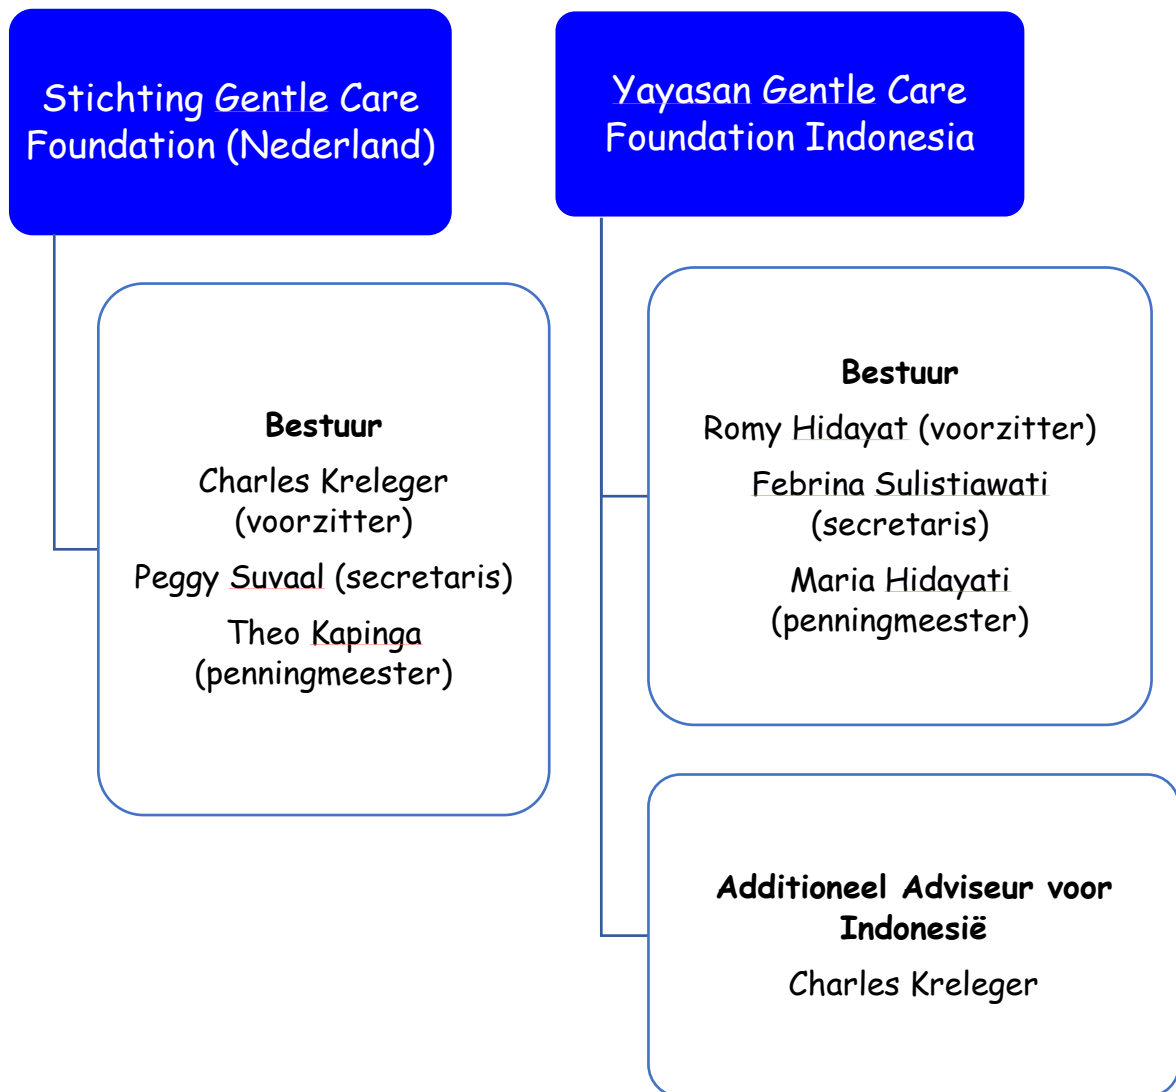 Stichting Gentle Care
Foundation (Nederland)
Bestuur
Charles Kreleger
(voorzitter)
Peggy Suvaal (secretaris)
Theo Kapinga
(penningmeester)
Yayasan Gentle Care
Foundation Indonesia
Bestuur
Romy Hidayat (voorzitter)
Febrina Sulistiawati
(secretaris)
Maria Hidayati
(penningmeester)
Additioneel Adviseur voor
Indonesië
Charles Kreleger